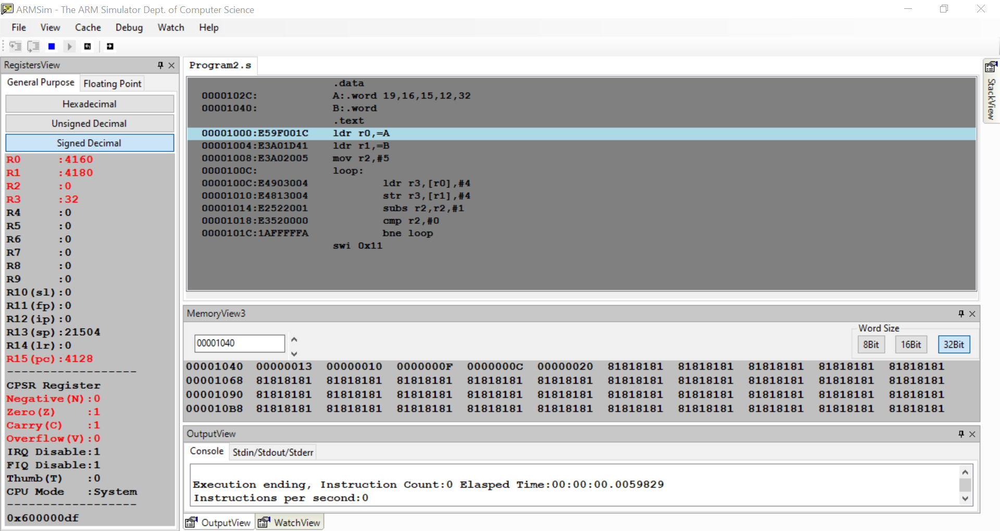 ARMSim - The ARM Simulator Dept. of Computer Science
File View Cache Debug Watch Help
RegistersView
General Purpose Floating Point
Hexadecimal
Unsigned Decimal
Signed Decimal
R0 :4160
R1 :4180
R2 :0
R3 :32
R4 :0
R5 :0
R6 :0
R7 :0
R8 :0
R9 :0
R10(sl):0
R11(fp):0
R12(ip):0
R13(sp):21504
R14(lr):0
R15(pc):4128
-------------------
CPSR Register
Negative(N):0
Zero(Z) :1
Carry(C) :1
Overflow(V):0
IRQ Disable:1
FIQ Disable:1
Thumb(T) :0
CPU Mode :System
-------------------
0x600000df
Program2.s
.data
0000102C: A:.word 19,16,15,12,32
00001040: B:.word
.text
00001000:E59F001C ldr r0,=A
00001004:E3A01D41 ldr r1,=B
00001008:E3A02005 mov r2,#5
0000100C: loop:
0000100C:E4903004 ldr r3,[r0],#4
00001010:E4813004 str r3,[r1],#4
00001014:E2522001 subs r2,r2,#1
00001018:E3520000 cmp r2,#0
0000101C:1AFFFFFA bne loop
swi 0x11
StackView
MemoryView3
00001040
Word Size
8Bit 16Bit 32Bit
00001040 00000013 00000010 0000000F 0000000C 00000020 81818181 81818181 81818181 81818181 81818181
00001068 81818181 81818181 81818181 81818181 81818181 81818181 81818181 81818181 81818181 81818181
00001090 81818181 81818181 81818181 81818181 81818181 81818181 81818181 81818181 81818181 81818181
000010B8 81818181 81818181 81818181 81818181 81818181 81818181 81818181 81818181 81818181 81818181
OutputView
Console Stdin/Stdout/Stderr
Execution ending, Instruction Count:0 Elasped Time:00:00:00.0059829
Instructions per second:0
OutputView WatchView